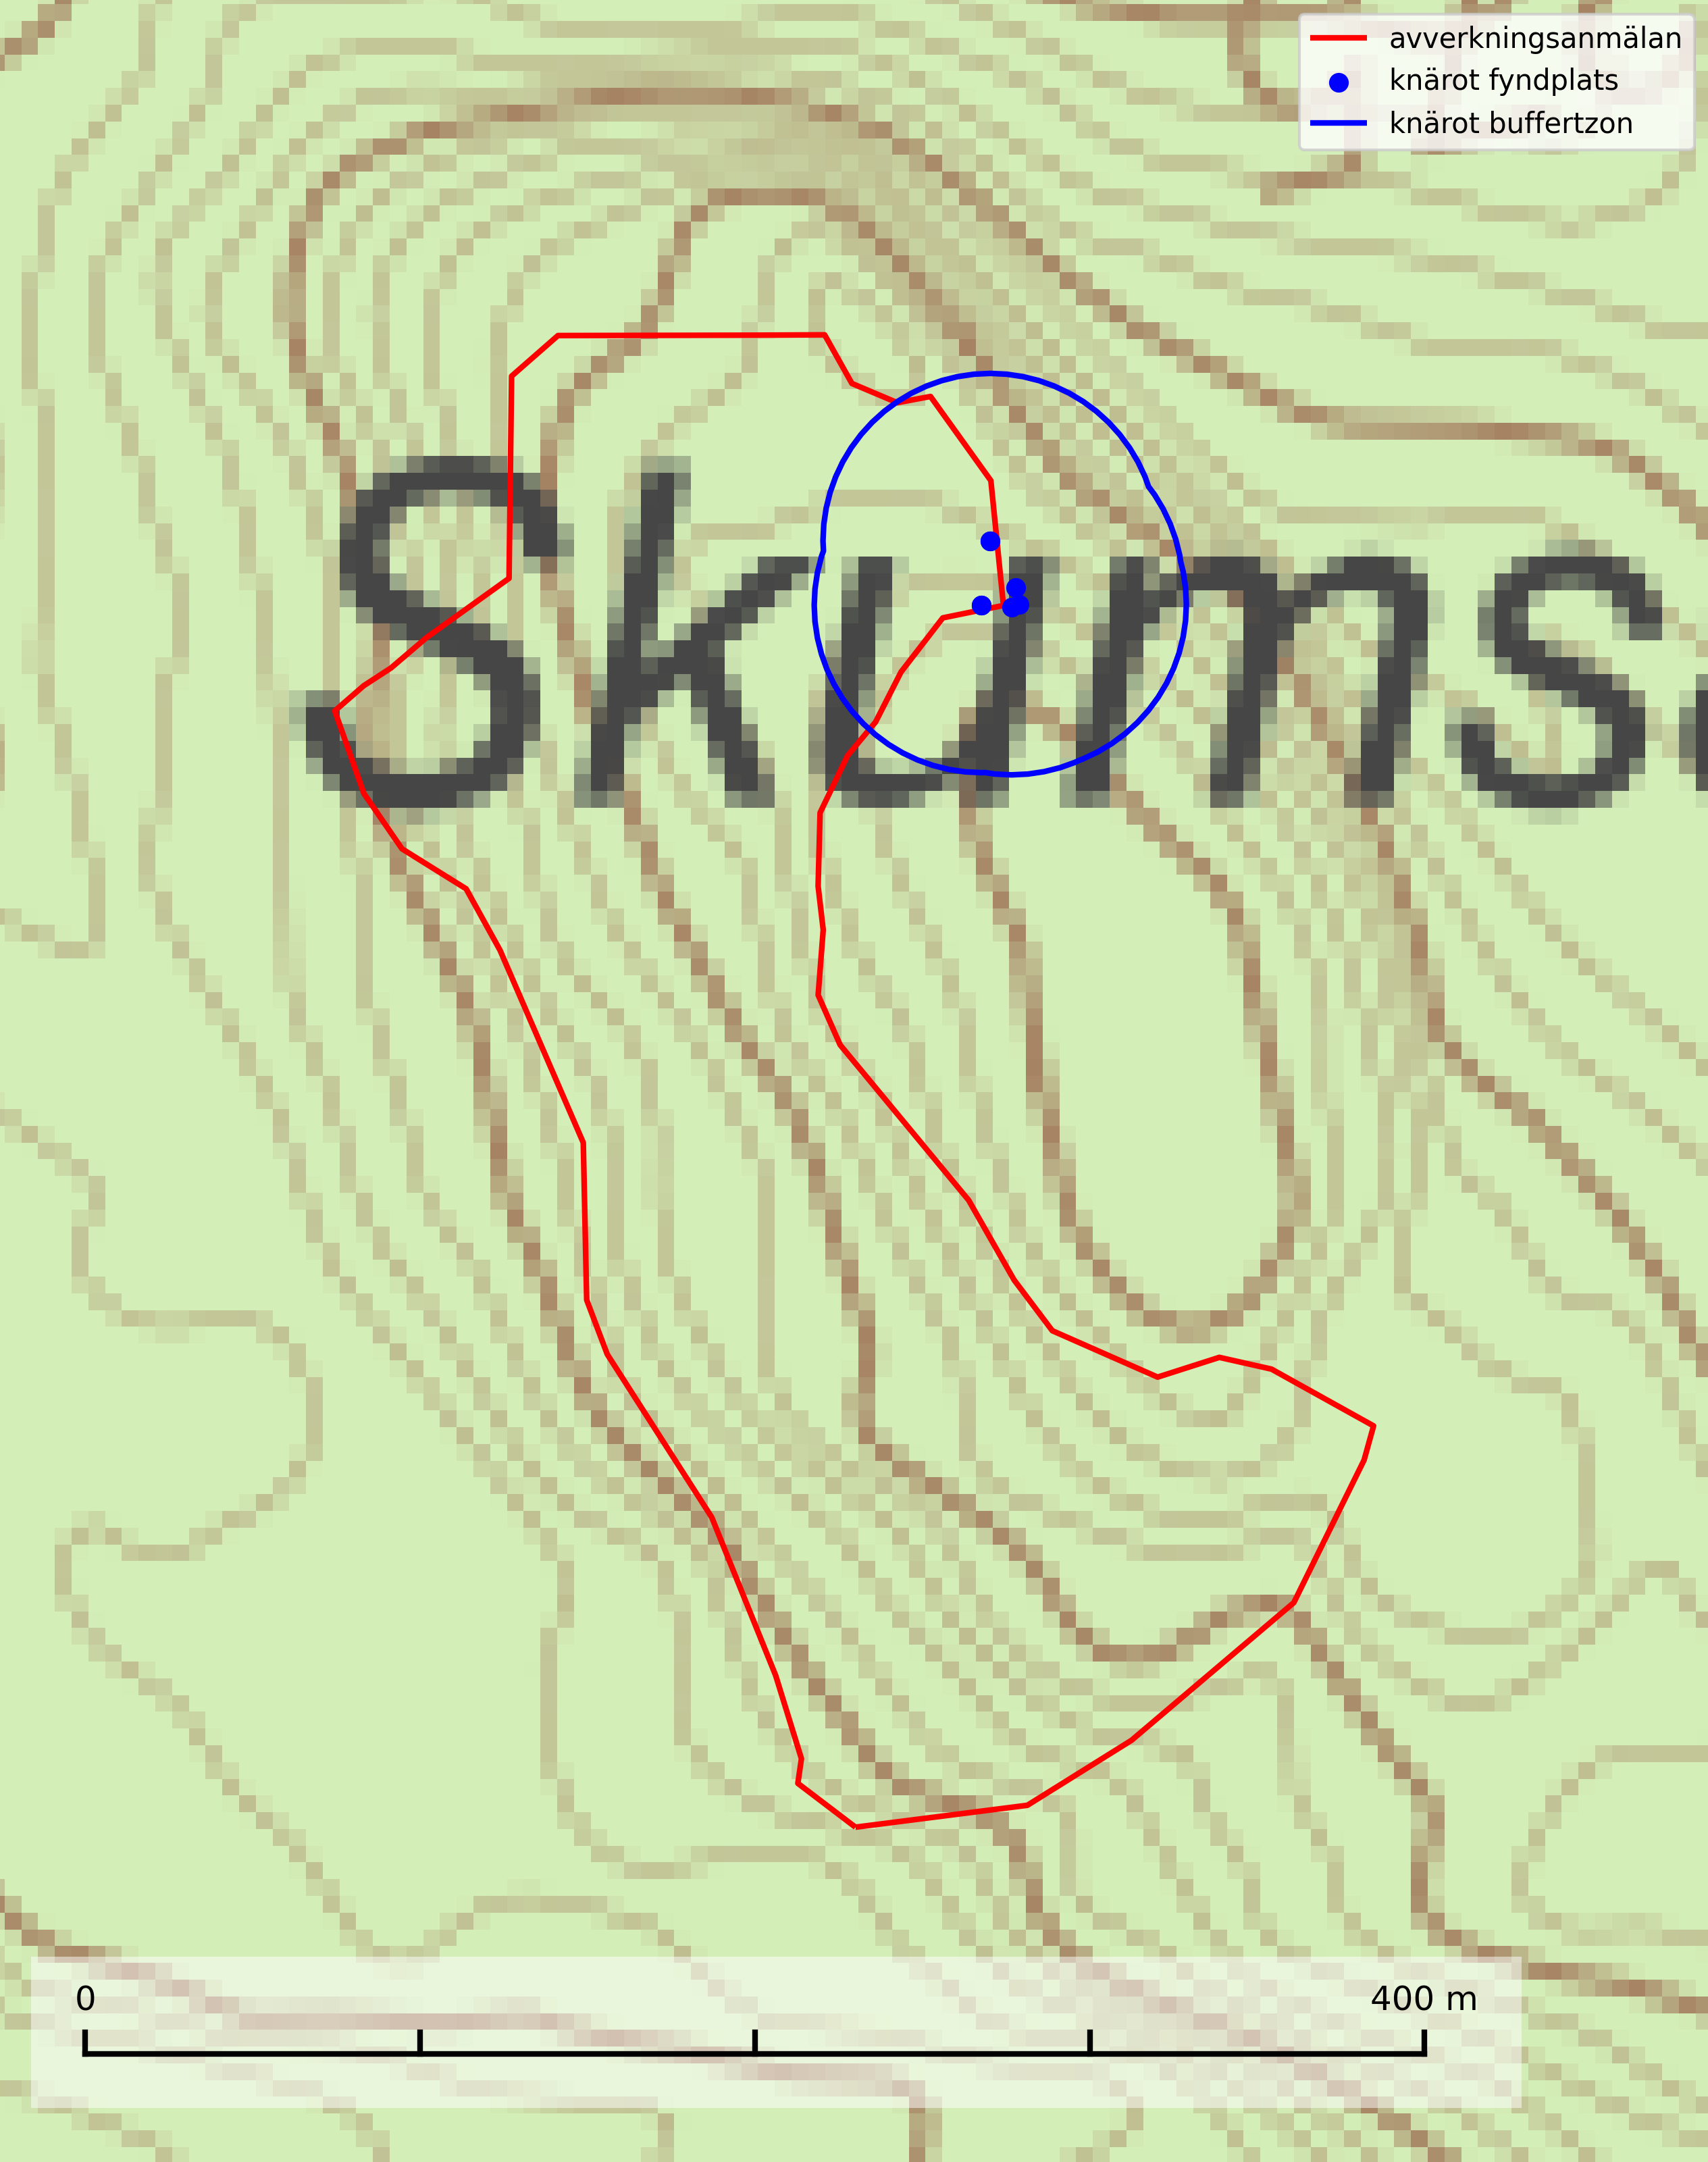 avverkningsanmälan
knärot fyndplats
knärot buffertzon
0 400 m